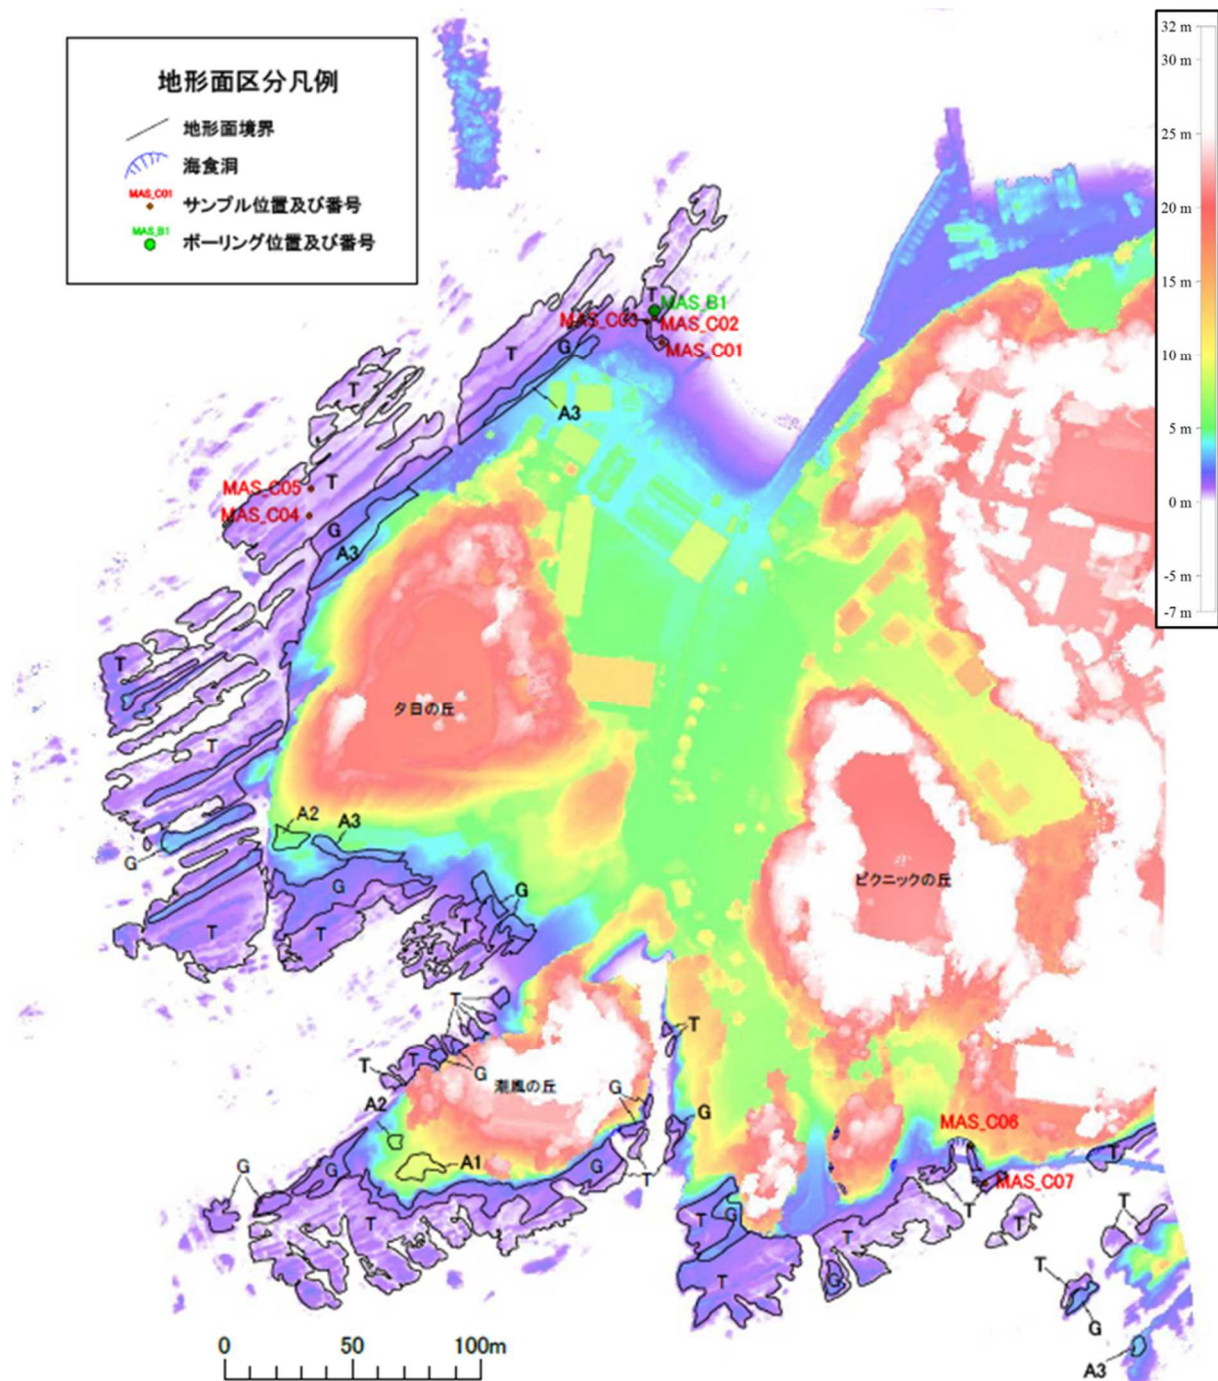 地形面区分凡例
地形面境界
海食洞
MAS_C01
サンプル位置及び番号
MAS_B1
ボーリング位置及び番号
32 m
30 m
25 m
20 m
15 m
10 m
5 m
0 m
-5 m
-7 m
T
MAS_B1
MAS_C03
MAS_C02
MAS_C01
G
T
A3
T
MAS_C05
T
MAS_C04
G
A3
T
夕日の丘
T
A2
A3
G
ピクニックの丘
G
G
T
T
T
T
T
T
T
G
潮風の丘
G
A2
G
MAS_C06
A1
G
G
T
T
MAS_C07
T
G
T
T
T
T
T
T
T
G
G
A3
0
50
100m